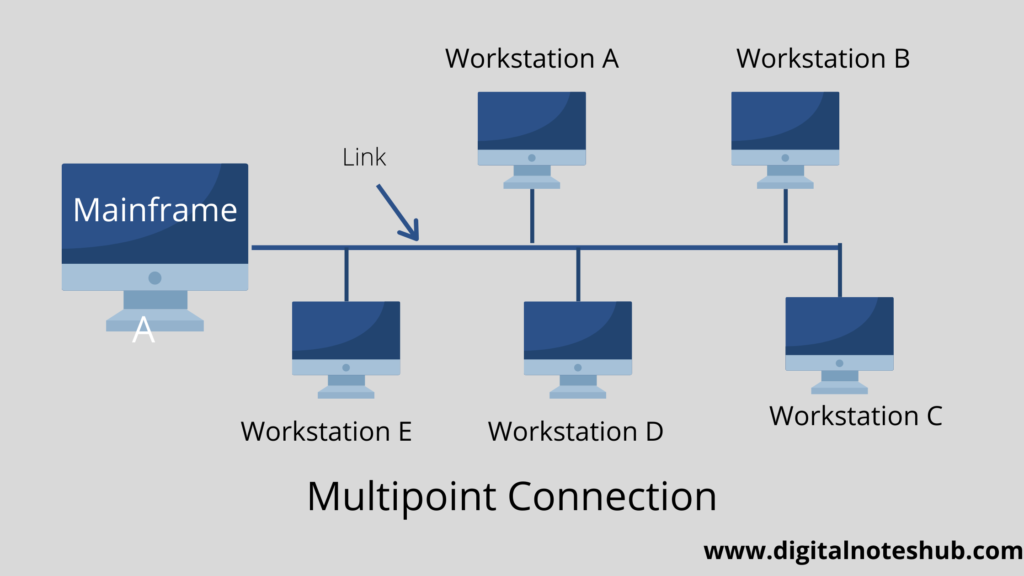 Workstation A
Workstation B
Link
Mainframe
A
Workstation C
Workstation E
Workstation D
Multipoint Connection
www.digitalnoteshub.com